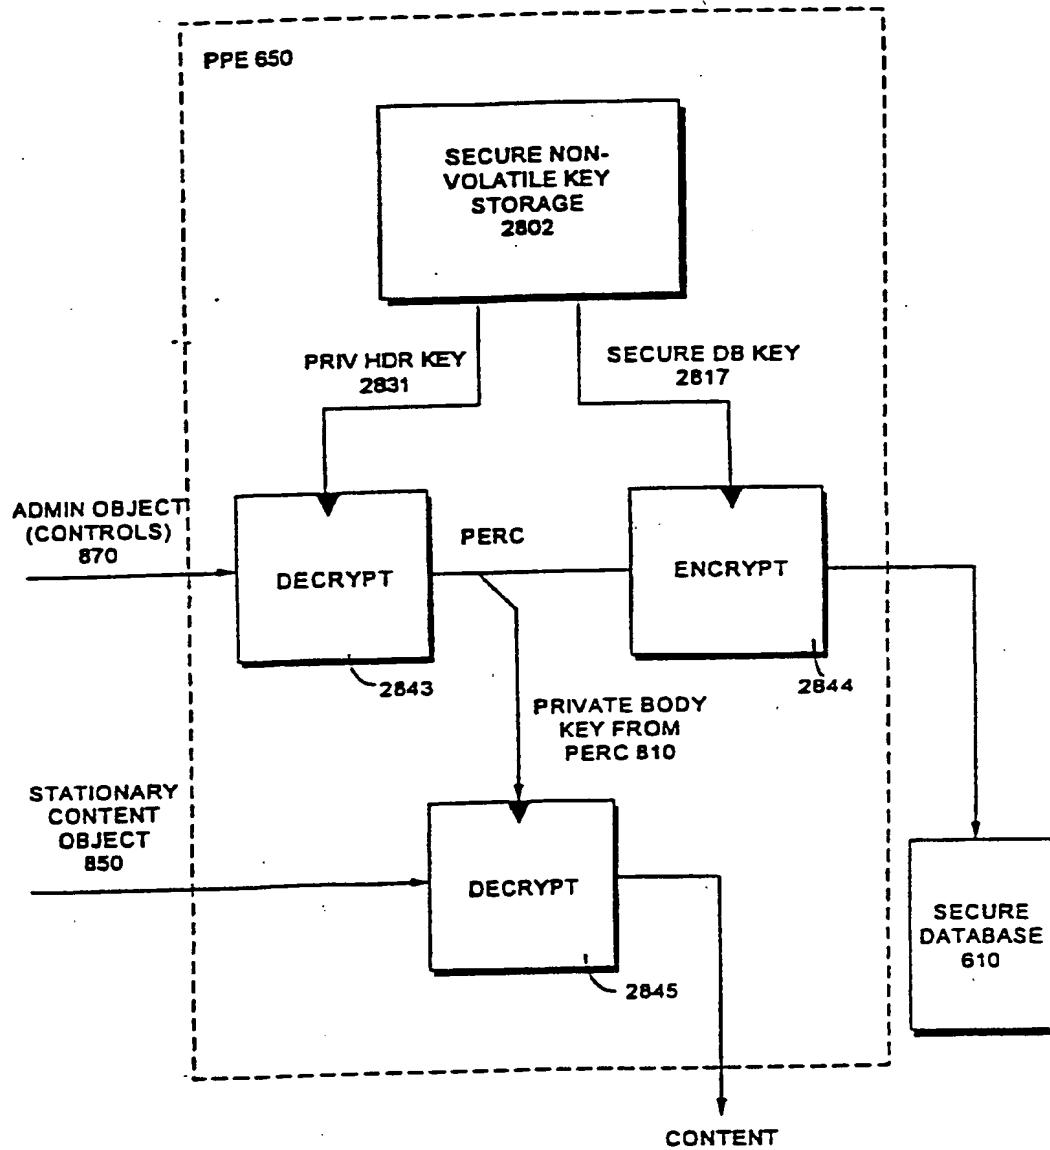 PPE 650
SECURE NON-
VOLATILE KEY
STORAGE
2802
PRIV HDR KEY
2831
SECURE DB KEY
2817
ADMIN OBJECT
(CONTROLS)
870
DECRYPT
PERC
ENCRYPT
2843
2844
PRIVATE BODY
KEY FROM
PERC 810
STATIONARY
CONTENT
OBJECT
850
DECRYPT
2845
SECURE
DATABASE
610
CONTENT